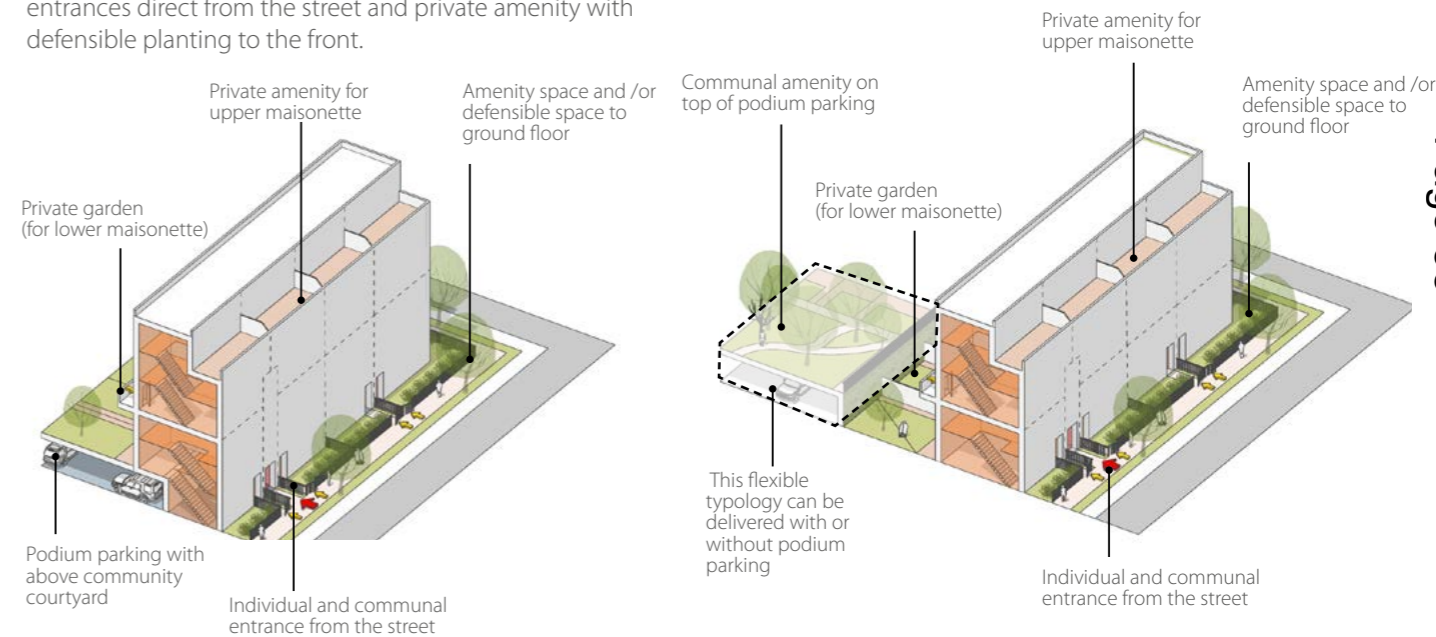 entrances direct from the street and private amenity with
defensible planting to the front.
Private amenity for
upper maisonette
Amenity space and /or
defensible space to
ground floor
Private garden
(for lower maisonette)
Podium parking with
above community
courtyard
Individual and communal
entrance from the street
Communal amenity on
top of podium parking
Private amenity for
upper maisonette
Amenity space and /or
defensible space to
ground floor
Private garden
(for lower maisonette)
This flexible
typology can be
delivered with or
without podium
parking
Individual and communal
entrance from the street